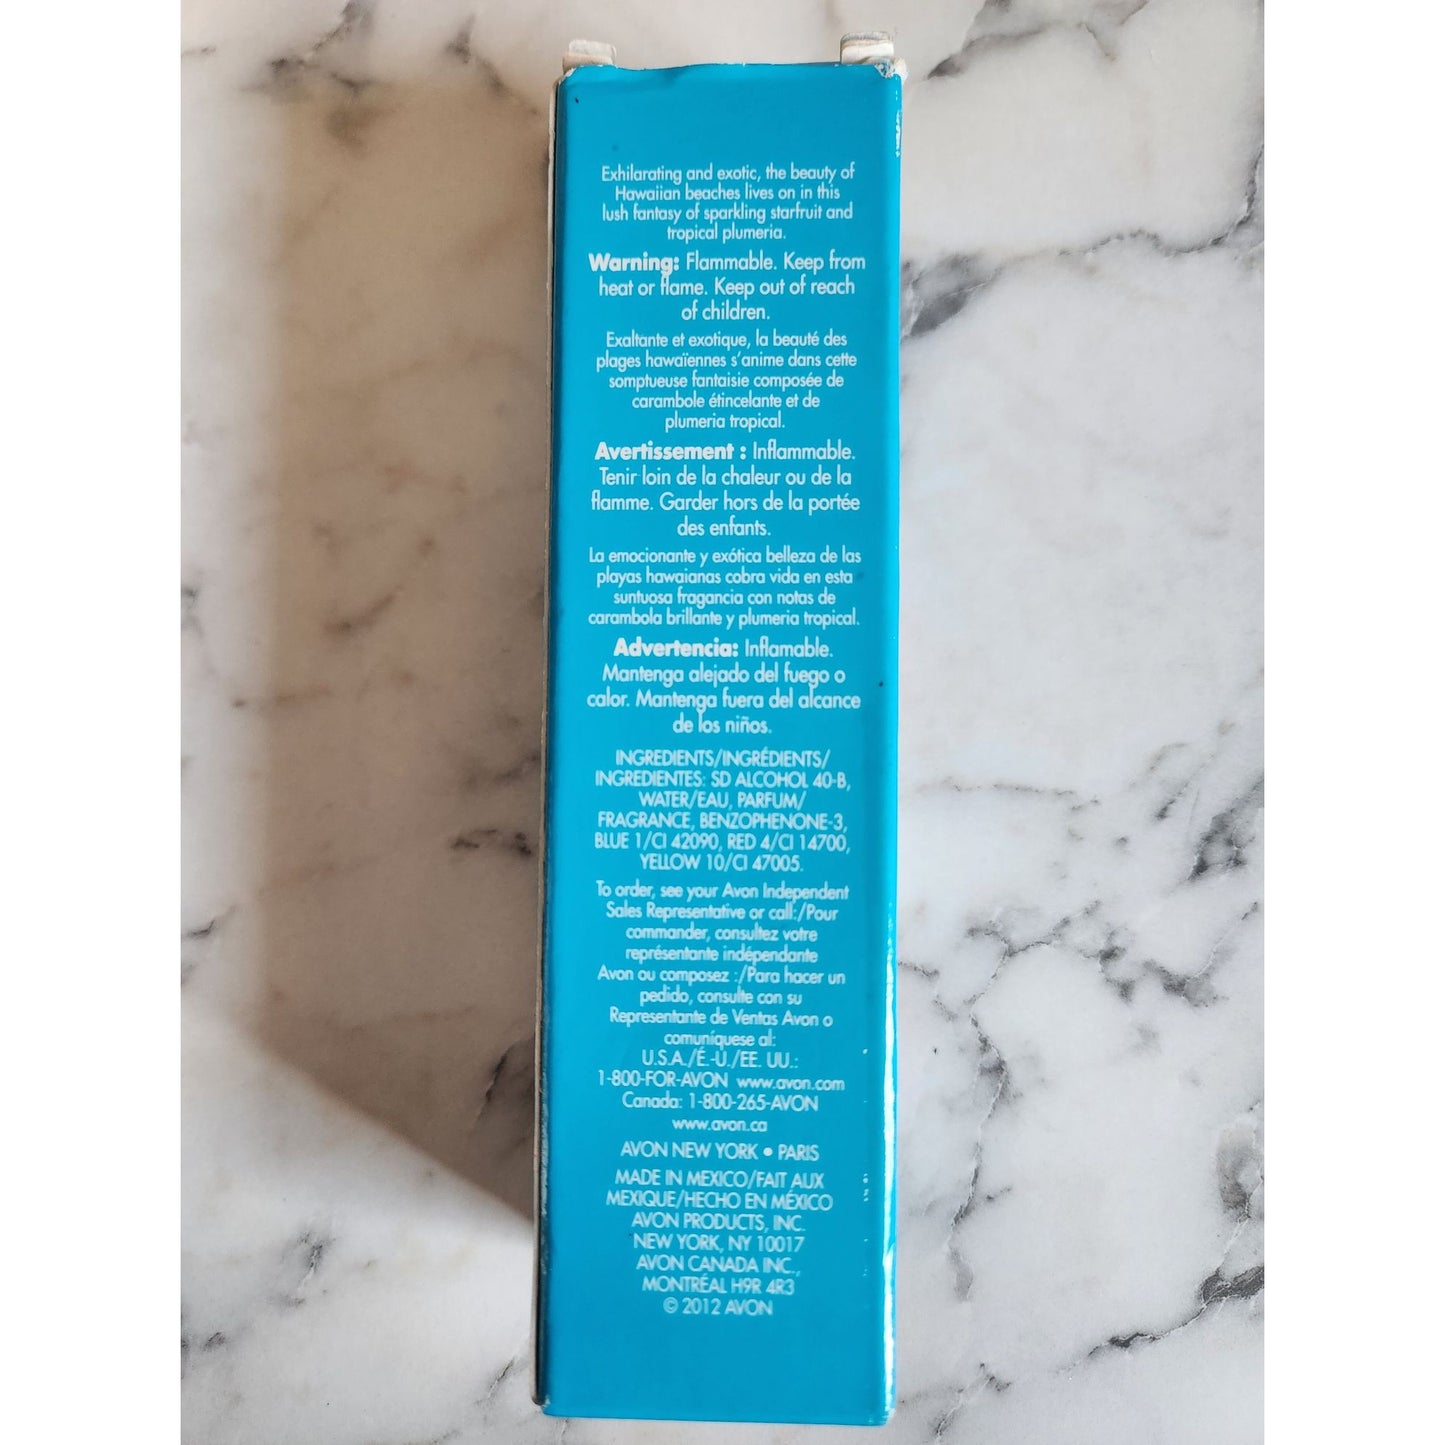 Exhilarating and exotic, the beauty of
Hawaiian beaches lives on in this
lush fantasy of sparkling starfruit and
tropical plumeria.
Warning: Flammable. Keep from
heat or flame. Keep out of reach
of children.
Exaltante et exotique, la beauté des
plages hawaïennes s'anime dans cette
somptueuse fantaisie composée de
carambole étincelante et de
plumeria tropical.
Avertissement : Inflammable.
Tenir loin de la chaleur ou de la
flamme. Garder hors de la portée
des enfants.
La emocionante y exótica belleza de las
playas hawaianas cobra vida en esta
suntuosa fragancia con notas de
carambola brillante y plumeria tropical.
Advertencia: Inflamable.
Mantenga alejado del fuego o
calor. Mantenga fuera del alcance
de los niños.
INGREDIENTS/INGRÉDIENTS/
INGREDIENTES: SD ALCOHOL 40-B,
WATER/EAU, PARFUM/
FRAGRANCE, BENZOPHENONE-3,
BLUE 1/CI 42090, RED 4/CI 14700,
YELLOW 10/CI 47005.
To order, see your Avon Independent
Sales Representative or call:/Pour
commander, consultez votre
représentante indépendante
Avon ou composez :/Para hacer un
pedido, consulte con su
Representante de Ventas Avon o
comuníquese al:
U.S.A./É.-U./EE. UU.:
1-800-FOR-AVON www.avon.com
Canada: 1-800-265-AVON
www.avon.ca
AVON NEW YORK • PARIS
MADE IN MEXICO/FAIT AUX
MEXIQUE/HECHO EN MÉXICO
AVON PRODUCTS, INC.
NEW YORK, NY 10017
AVON CANADA INC.,
MONTRÉAL H9R 4R3
© 2012 AVON